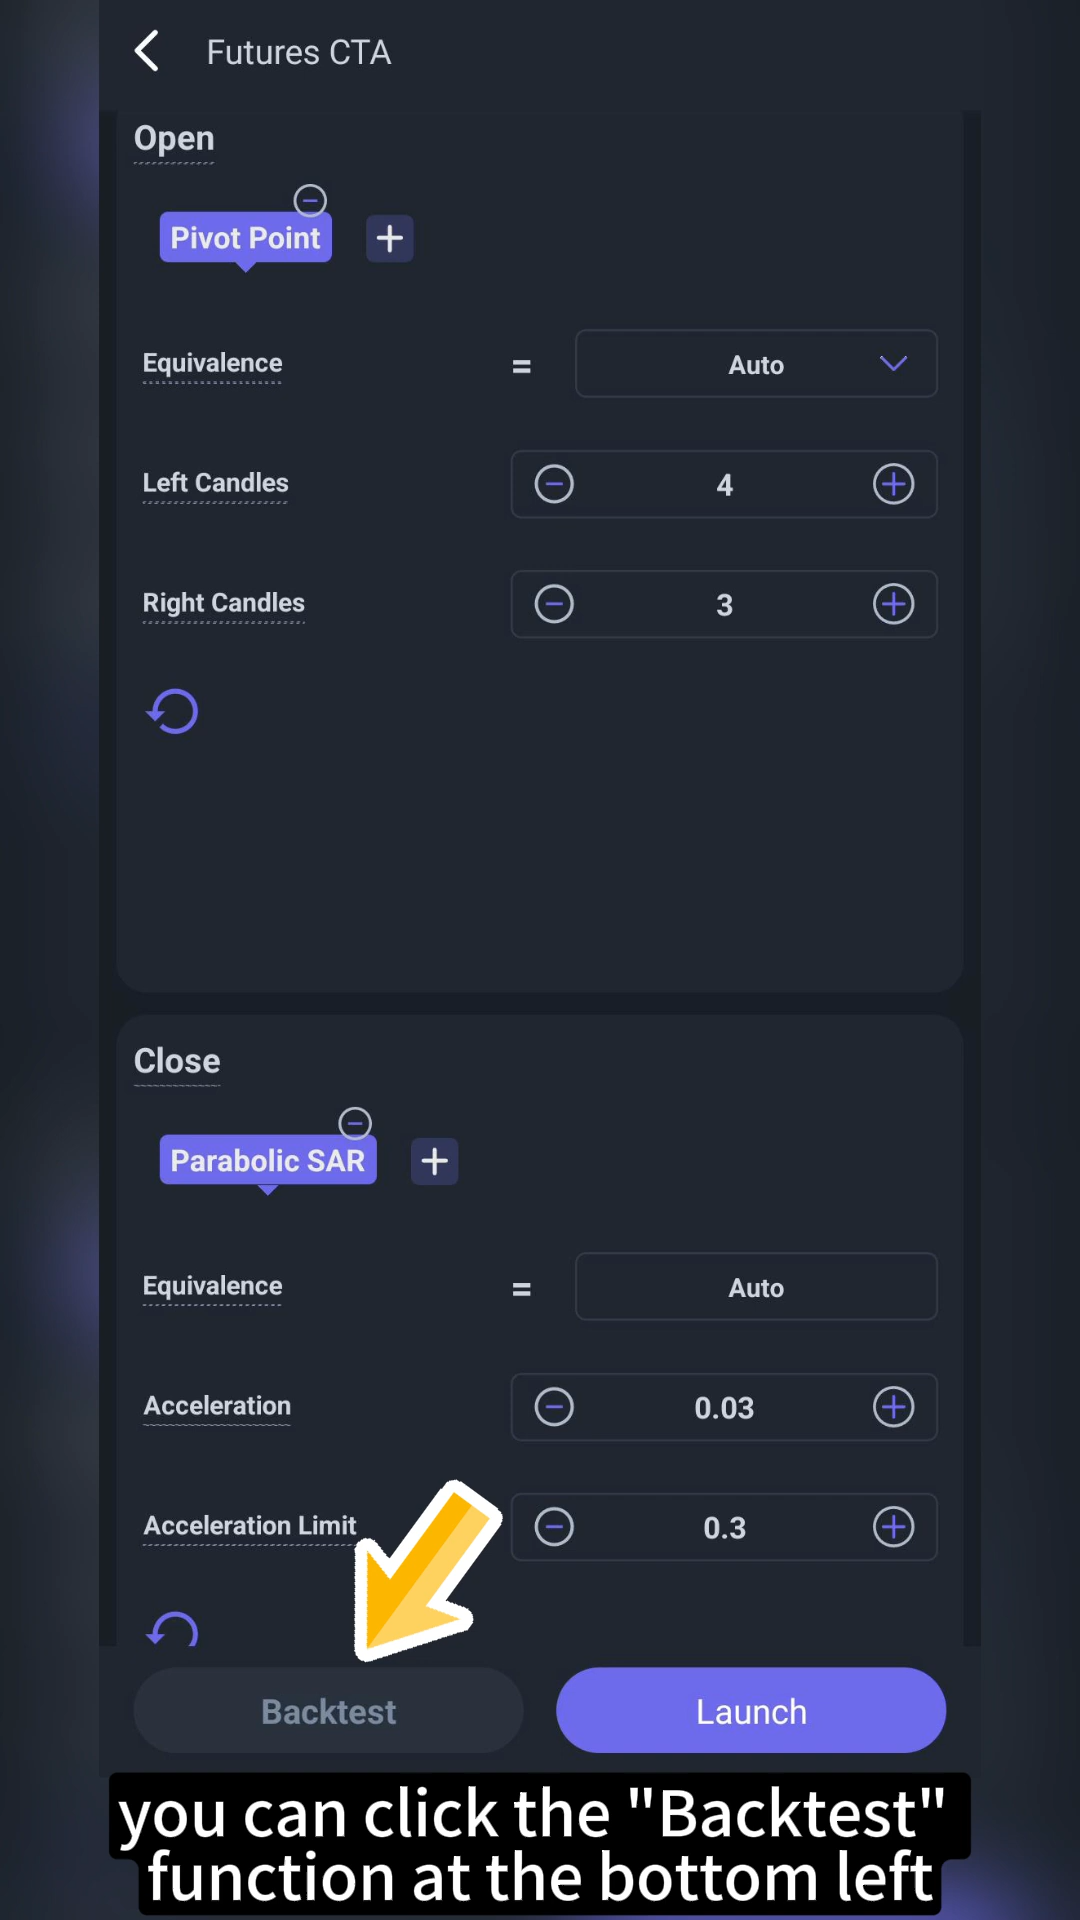 Futures CTA
Open
Pivot Point
Equivalence = Auto
Left Candles 4
Right Candles 3
Close
Parabolic SAR
Equivalence = Auto
Acceleration 0.03
Acceleration Limit 0.3
Backtest Launch
you can click the "Backtest"
function at the bottom left